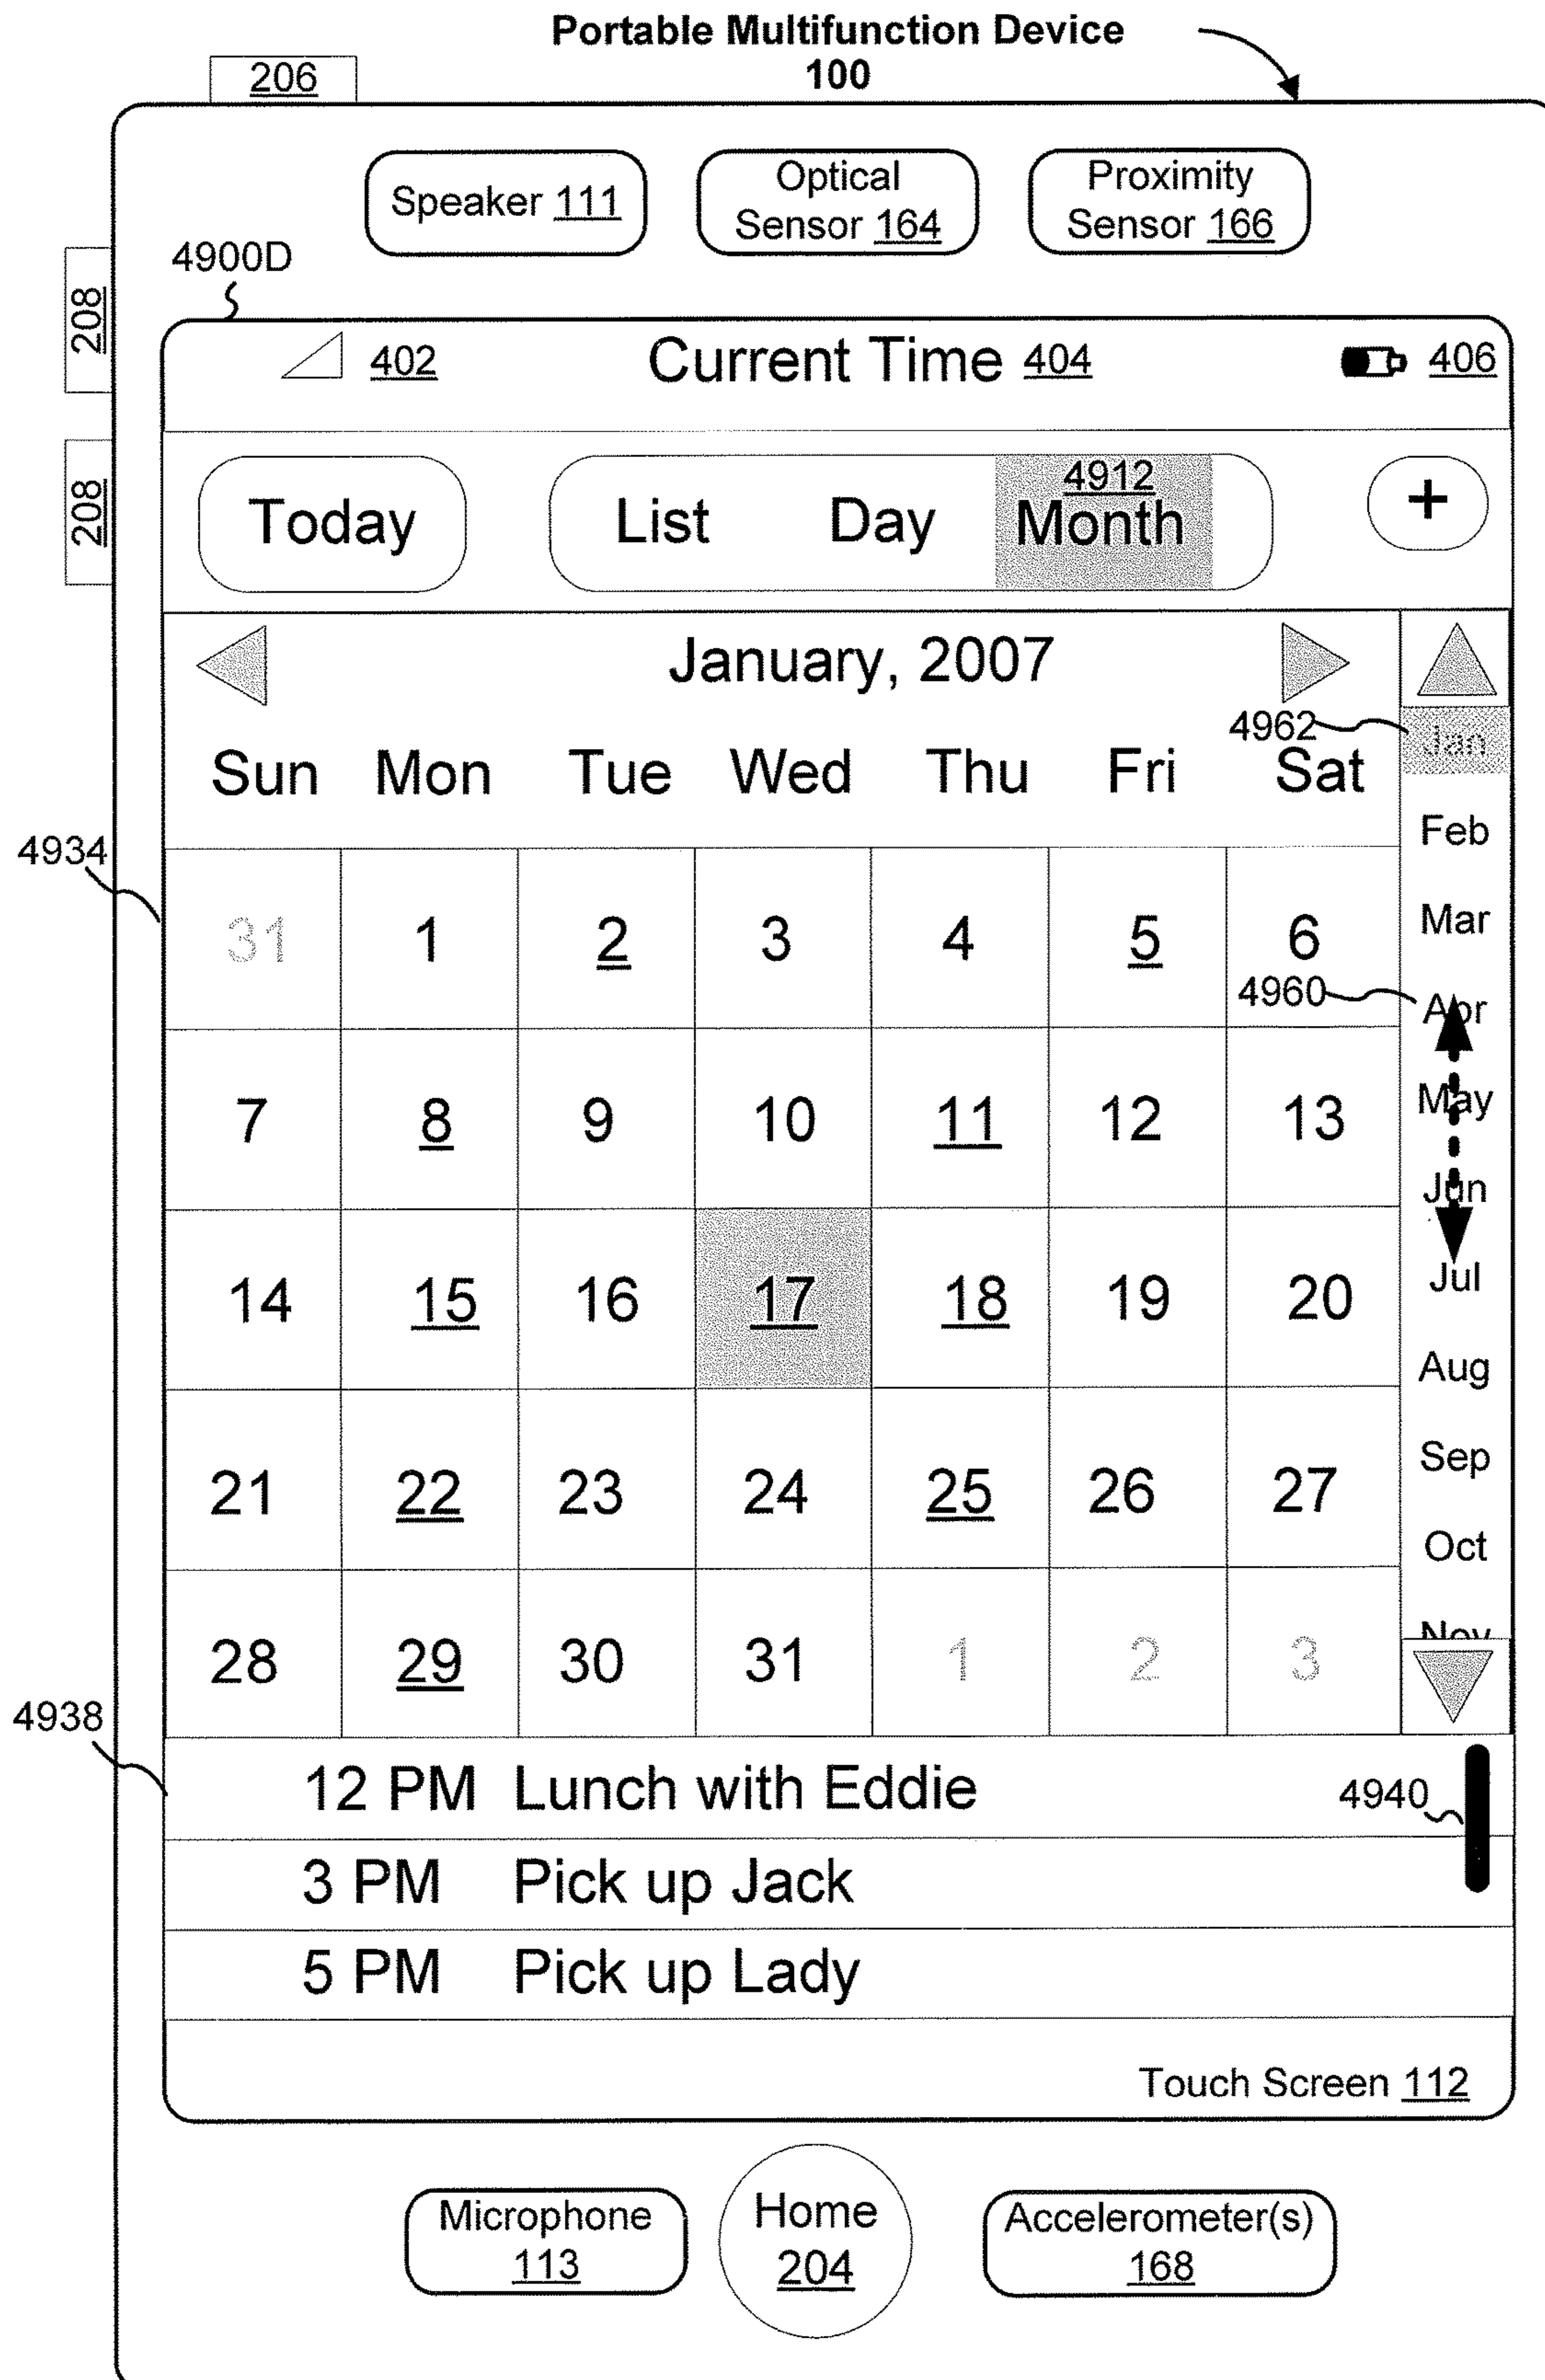 Portable Multifunction Device
100
206
Speaker 111
Optical
Sensor 164
Proximity
Sensor 166
4900D
208
402
Current Time 404
406
208
Today
List
Day
4912
Month
+
January, 2007
4962
Jan
Sun Mon Tue Wed Thu Fri Sat
Feb
4934
Mar
31 1 2 3 4 5 6
4960
Apr
7 8 9 10 11 12 13
May
Jun
14 15 16 17 18 19 20
Jul
Aug
21 22 23 24 25 26 27
Sep
Oct
28 29 30 31 1 2 3
Nov
4938
12 PM Lunch with Eddie
4940
3 PM Pick up Jack
5 PM Pick up Lady
Touch Screen 112
Microphone
113
Home
204
Accelerometer(s)
168